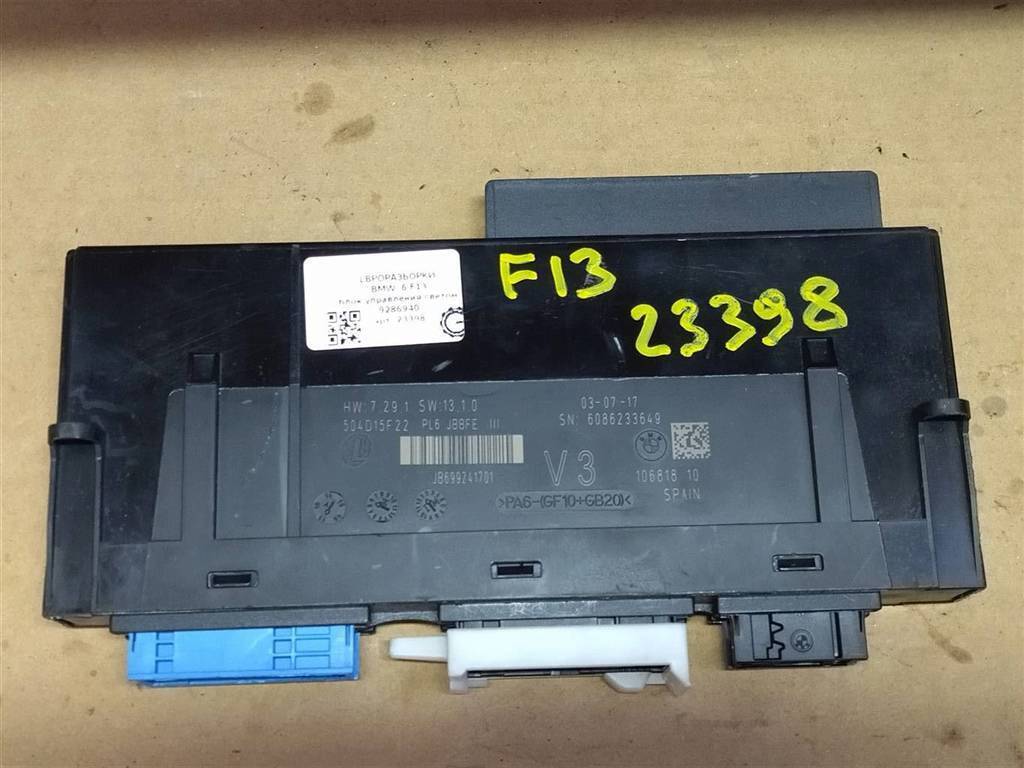 ЕВРОРАЗБОРКИ
BMW 6 F13
Блок управления светом
9286940
арт. 23398
F13
23398
HW:7.29.1 SW:13.1.0
504D15F22 PL6 JBBFE III
JB699241701
03-07-17
SN: 6086233649
V3
106818 10
SPAIN
>PA6-(GF10+GB20)<